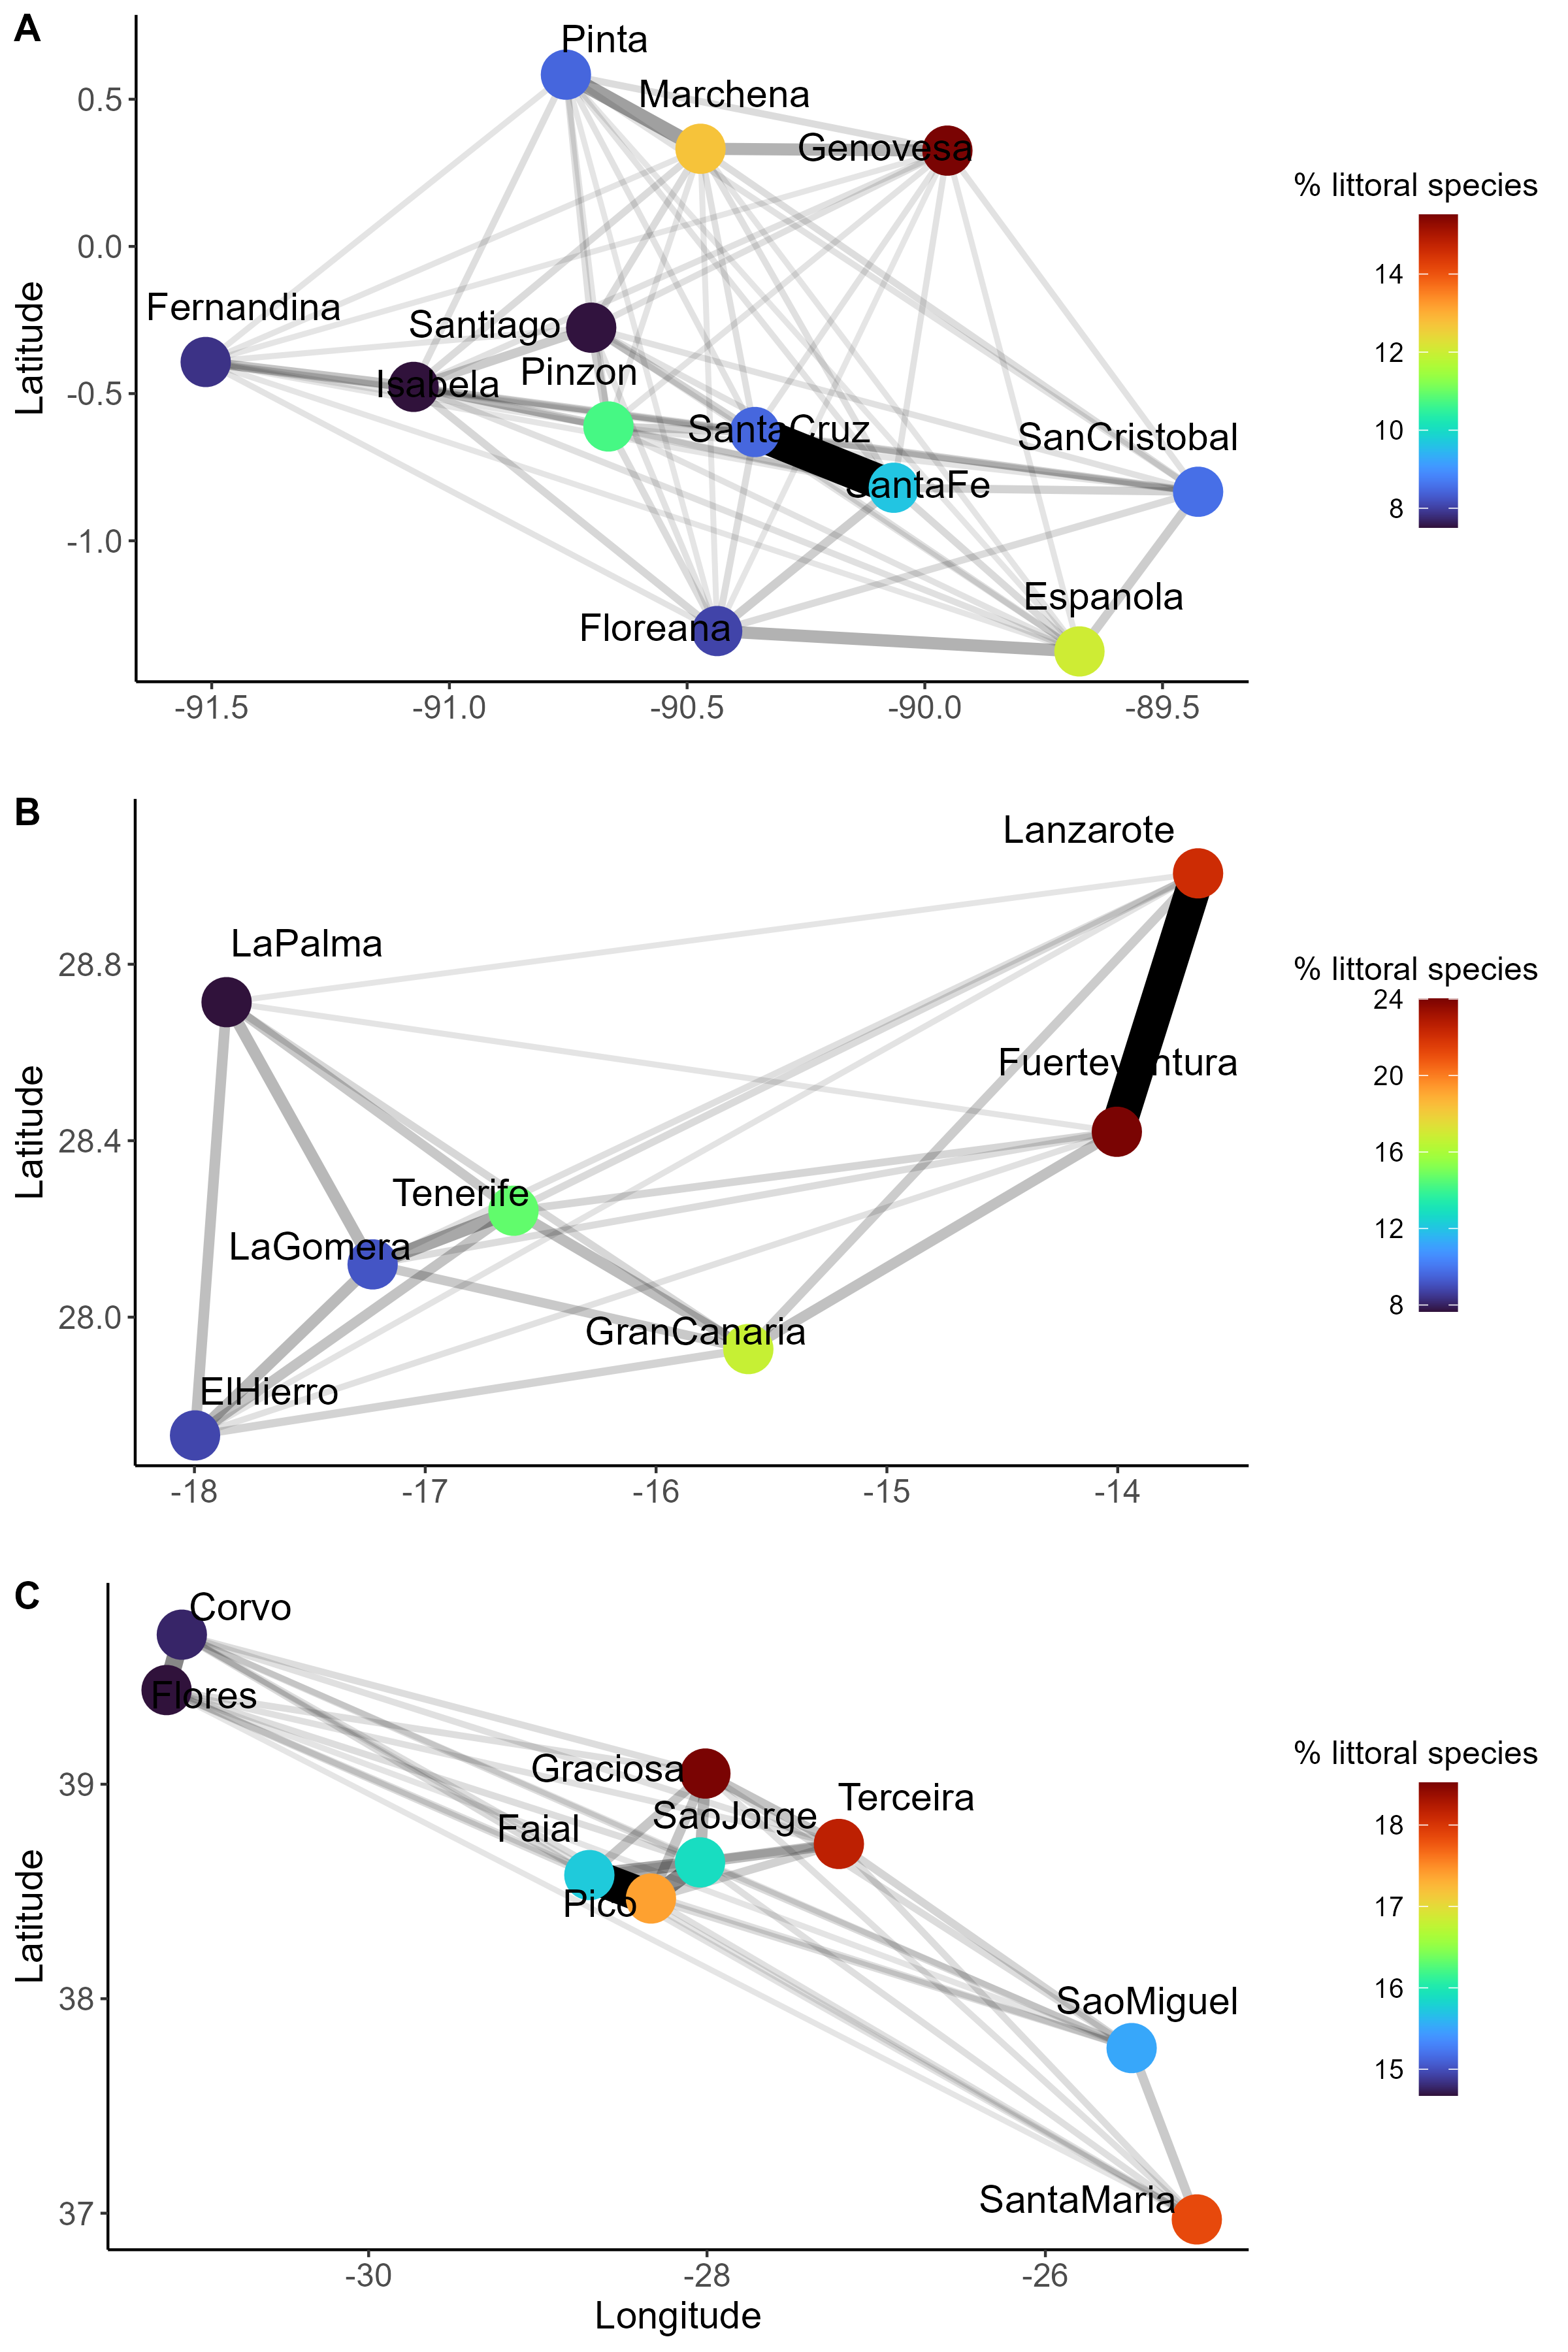 A
Pinta
Marchena
Genovesa
Fernandina
Santiago
Pinzon
Isabela
SantaCruz
SantaFe
SanCristobal
Espanola
Floreana
Latitude
0.5
0.0
-0.5
-1.0
-91.5 -91.0 -90.5 -90.0 -89.5
% littoral species
14
12
10
8
B
Lanzarote
LaPalma
Fuerteventura
Tenerife
LaGomera
GranCanaria
ElHierro
Latitude
28.8
28.4
28.0
-18 -17 -16 -15 -14
% littoral species
24
20
16
12
8
C
Corvo
Flores
Graciosa
SaoJorge
Terceira
Faial
Pico
SaoMiguel
SantaMaria
Latitude
39
38
37
-30 -28 -26
Longitude
% littoral species
18
17
16
15